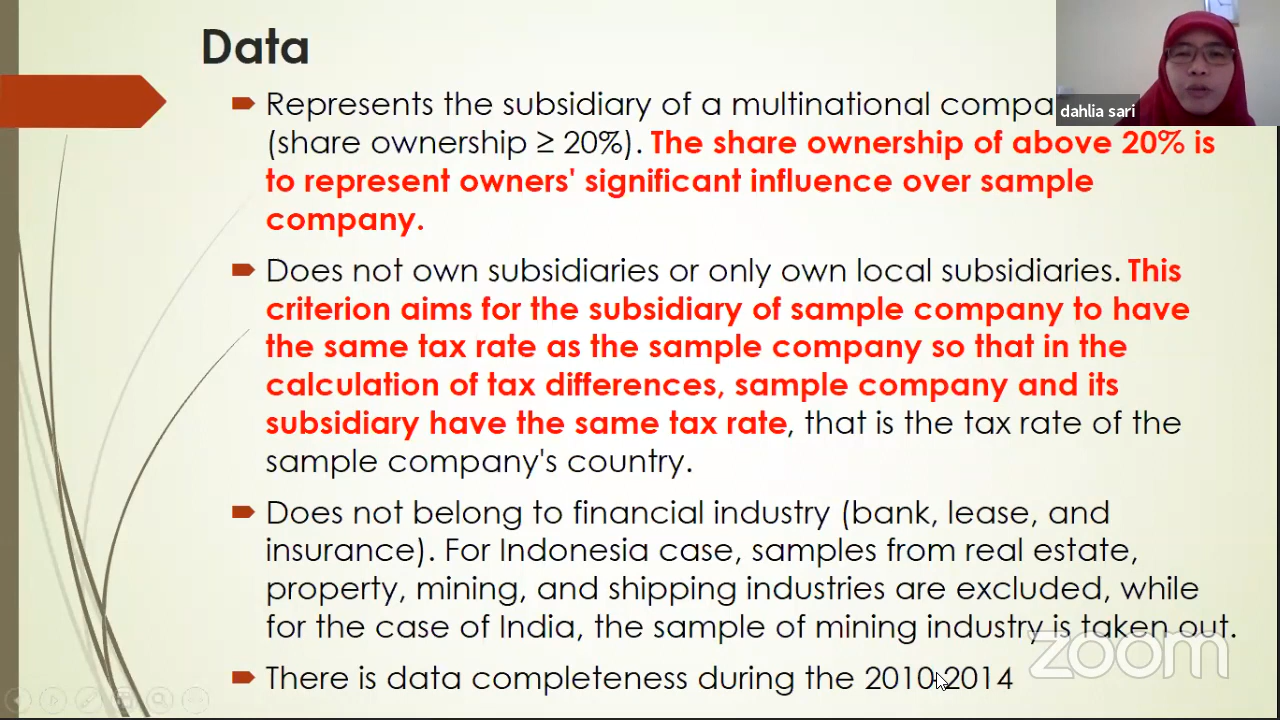 Data
Represents the subsidiary of a multinational compa
dahlia sari
(share ownership ≥ 20%). The share ownership of above 20% is
to represent owners' significant influence over sample
company.
Does not own subsidiaries or only own local subsidiaries. This
criterion aims for the subsidiary of sample company to have
the same tax rate as the sample company so that in the
calculation of tax differences, sample company and its
subsidiary have the same tax rate, that is the tax rate of the
sample company's country.
Does not belong to financial industry (bank, lease, and
insurance). For Indonesia case, samples from real estate,
property, mining, and shipping industries are excluded, while
for the case of India, the sample of mining industry is taken out.
There is data completeness during the 2010-2014
zoom